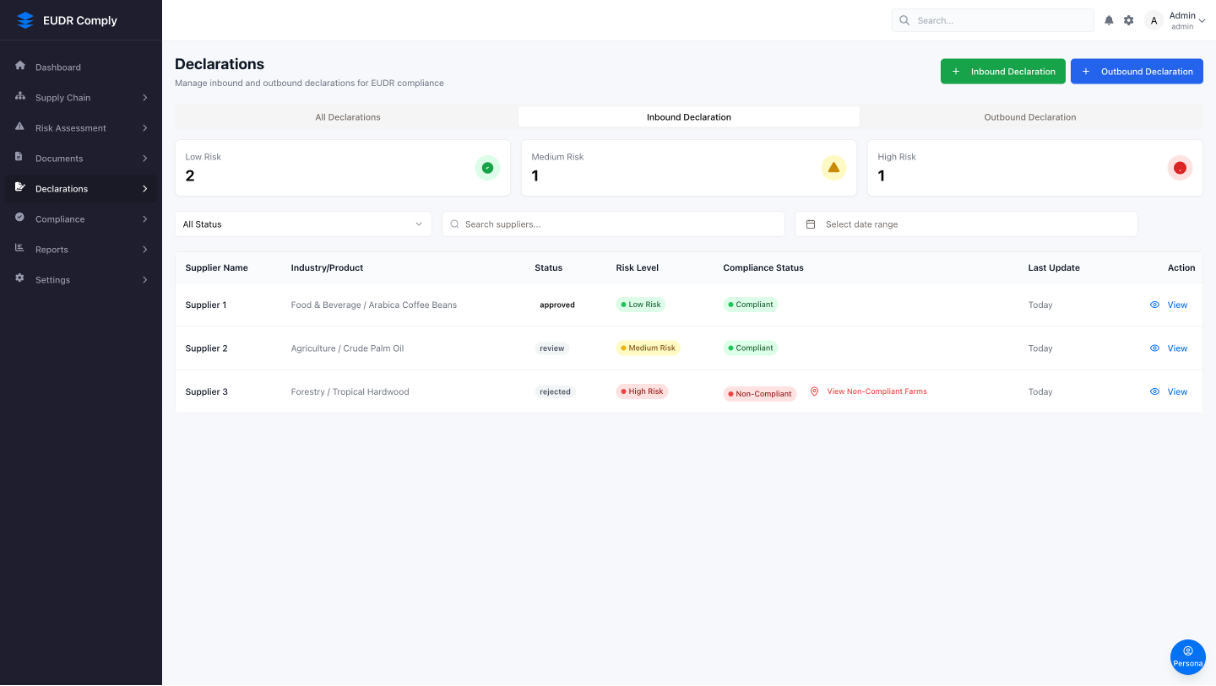 EUDR Comply
Search...
A
Admin
admin
Dashboard
Supply Chain
Risk Assessment
Documents
Declarations
Compliance
Reports
Settings
Declarations
Manage inbound and outbound declarations for EUDR compliance
+ Inbound Declaration
+ Outbound Declaration
All Declarations
Inbound Declaration
Outbound Declaration
Low Risk
2
Medium Risk
1
High Risk
1
All Status
Search suppliers...
Select date range
Supplier Name Industry/Product Status Risk Level Compliance Status Last Update Action
Supplier 1 Food & Beverage / Arabica Coffee Beans approved Low Risk Compliant Today View
Supplier 2 Agriculture / Crude Palm Oil review Medium Risk Compliant Today View
Supplier 3 Forestry / Tropical Hardwood rejected High Risk Non-Compliant View Non-Compliant Farms Today View
Persona